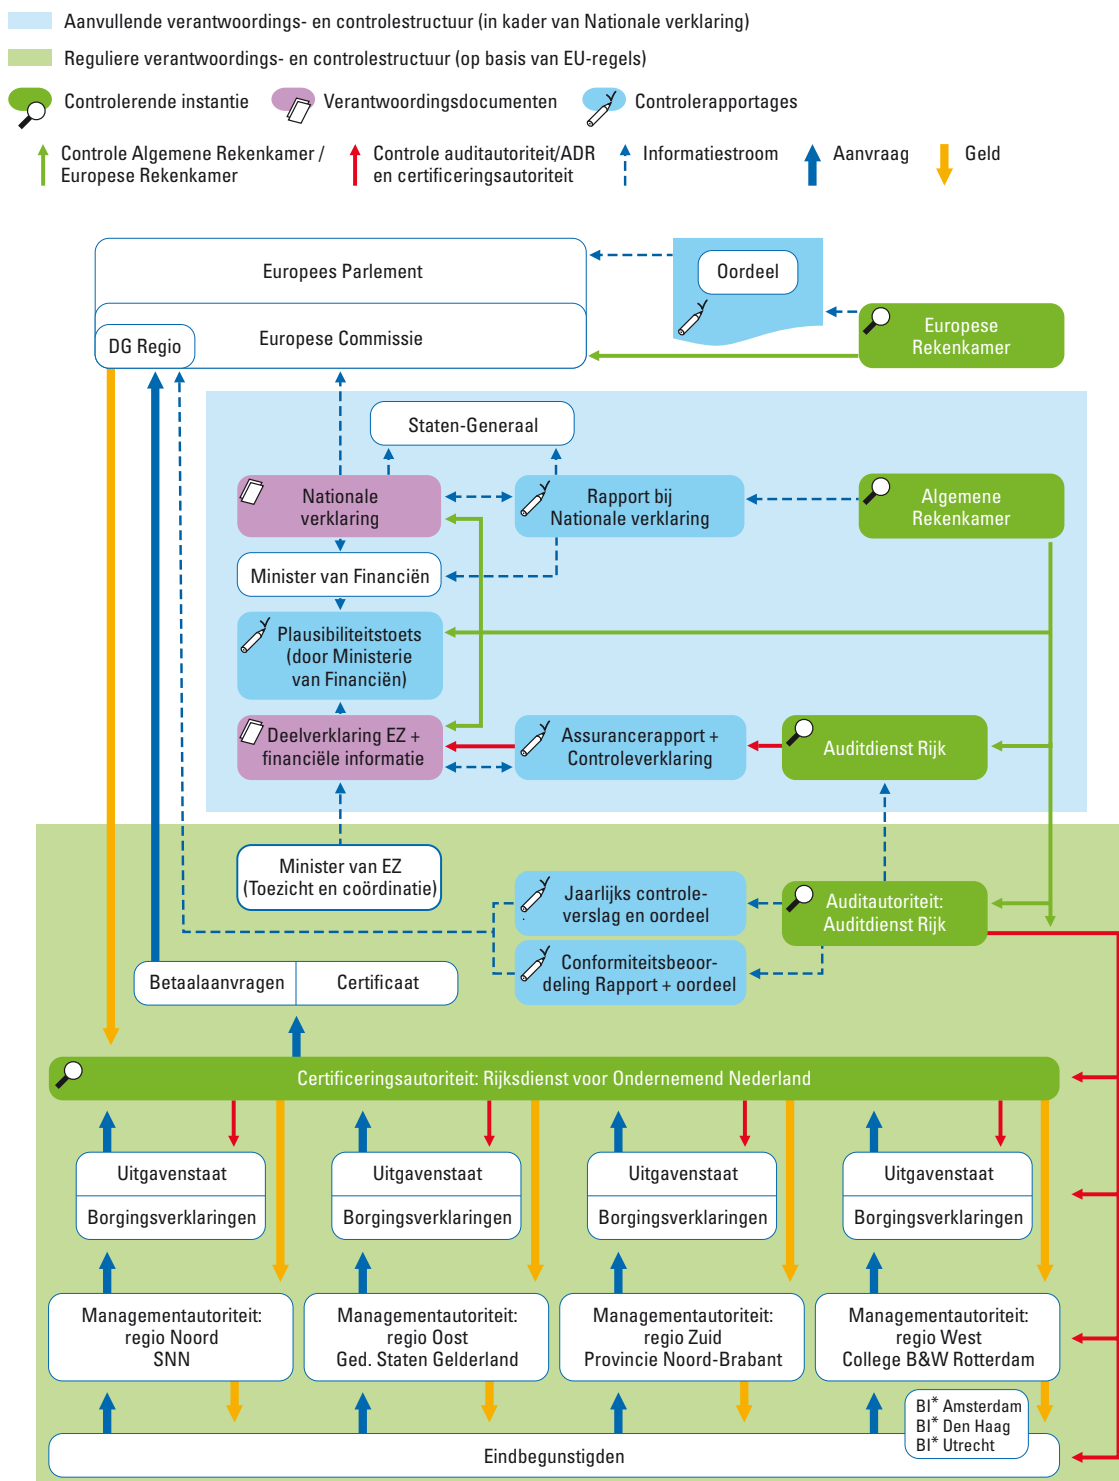 Aanvullende verantwoordings- en controlestructuur (in kader van Nationale verklaring)
Reguliere verantwoordings- en controlestructuur (op basis van EU-regels)
Controlerende instantie
Verantwoordingsdocumenten
Controlerapportages
Controle Algemene Rekenkamer /
Europese Rekenkamer
Controle auditautoriteit/ADR
en certificeringsautoriteit
Informatiestroom
Aanvraag
Geld
Europees Parlement
Oordeel
Europese Commissie
DG Regio
Europese
Rekenkamer
Staten-Generaal
Nationale
verklaring
Rapport bij
Nationale verklaring
Algemene
Rekenkamer
Minister van Financiën
Plausibiliteitstoets
(door Ministerie
van Financiën)
Deelverklaring EZ +
financiële informatie
Assurancerapport +
Controleverklaring
Auditdienst Rijk
Minister van EZ
(Toezicht en coördinatie)
Jaarlijks controle-
verslag en oordeel
Auditautoriteit:
Auditdienst Rijk
Conformiteitsbeoor-
deling Rapport + oordeel
Betaalaanvragen
Certificaat
Certificeringsautoriteit: Rijksdienst voor Ondernemend Nederland
Uitgavenstaat
Uitgavenstaat
Uitgavenstaat
Uitgavenstaat
Borgingsverklaringen
Borgingsverklaringen
Borgingsverklaringen
Borgingsverklaringen
Managementautoriteit:
regio Noord
SNN
Managementautoriteit:
regio Oost
Ged. Staten Gelderland
Managementautoriteit:
regio Zuid
Provincie Noord-Brabant
Managementautoriteit:
regio West
College B&W Rotterdam
BI* Amsterdam
BI* Den Haag
BI* Utrecht
Eindbegunstigden